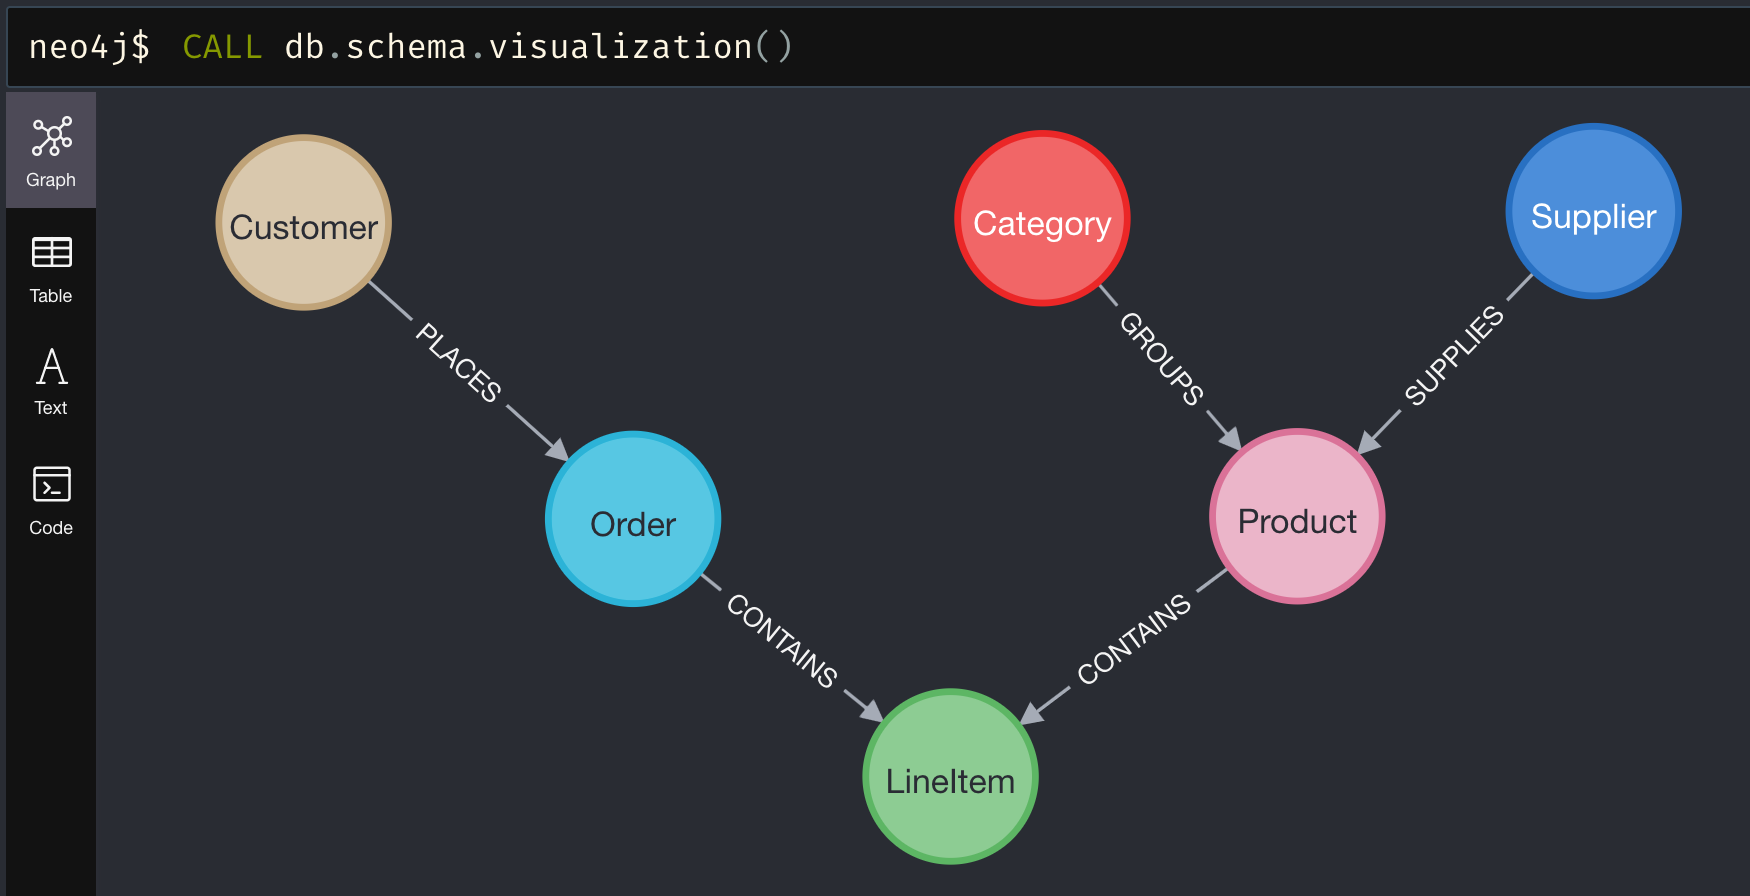 neo4j$ CALL db.schema.visualization()
Graph
Table
Text
Code
Customer
Category
Supplier
PLACES
GROUPS
SUPPLIES
Order
Product
CONTAINS
CONTAINS
LineItem